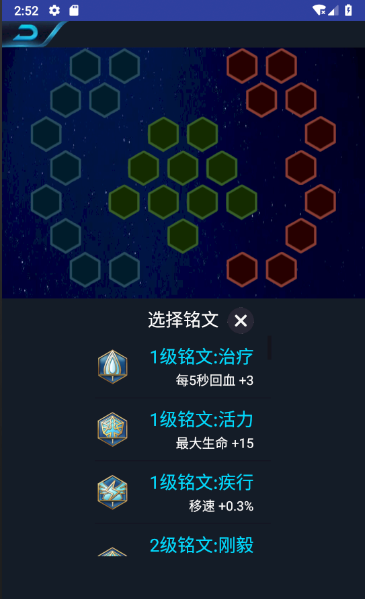 2:52
选择铭文
1级铭文:治疗
每5秒回血 +3
1级铭文:活力
最大生命 +15
1级铭文:疾行
移速 +0.3%
2级铭文:刚毅